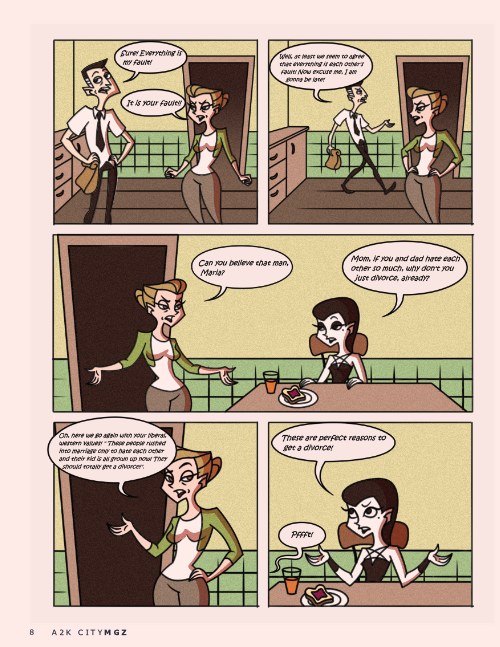 Sure! Everything is
my fault!
It is your fault!!
Well, at least we seem to agree
that everything is each other's
fault! Now excuse me, I am
gonna be late!
Can you believe that man,
Maria?
Mom, if you and dad hate each
other so much, why don't you
just divorce, already?
Oh, here we go again with your liberal,
western values! "These people rushed
into marriage only to hate each other
and their kid is all groun up now! They
should totally get a divorce!".
These are perfect reasons to
get a divorce!
Pffft!
8 A2K CITYMGZ